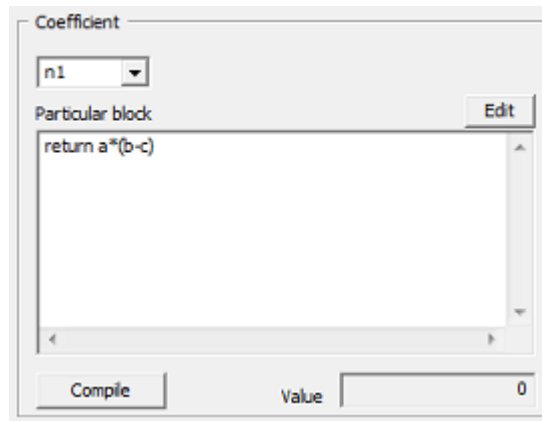 Coefficient
n1
Particular block
Edit
return a*(b-c)
Compile
Value
0